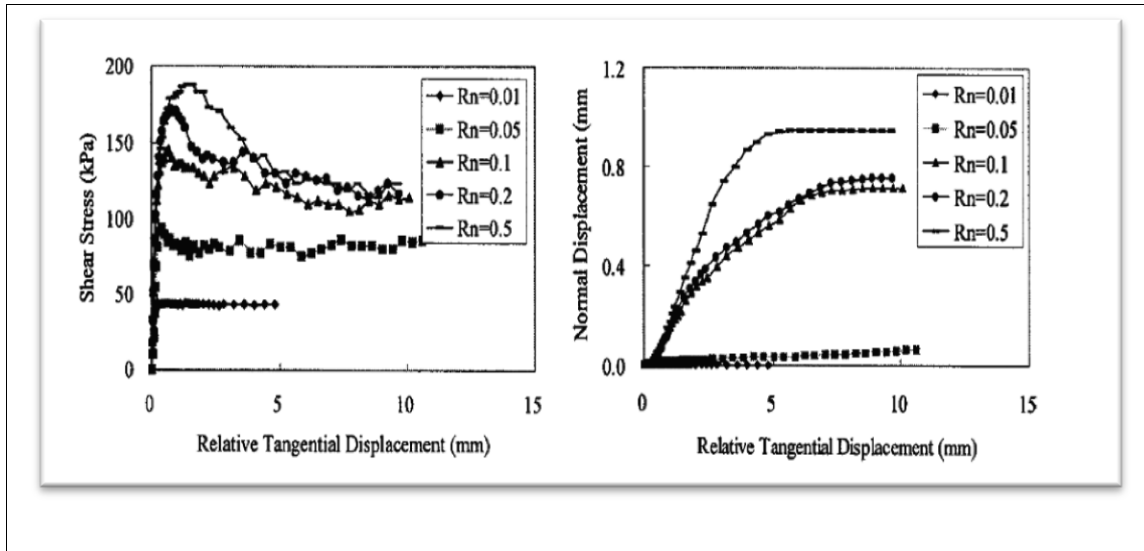 200
150
100
50
0
Shear Stress (kPa)
0 5 10 15
Relative Tangential Displacement (mm)
Rn=0.01
Rn=0.05
Rn=0.1
Rn=0.2
Rn=0.5
1.2
0.8
0.4
0.0
Normal Displacement (mm
0 5 10 15
Relative Tangential Displacement (mm)
Rn=0.01
Rn=0.05
Rn=0.1
Rn=0.2
Rn=0.5